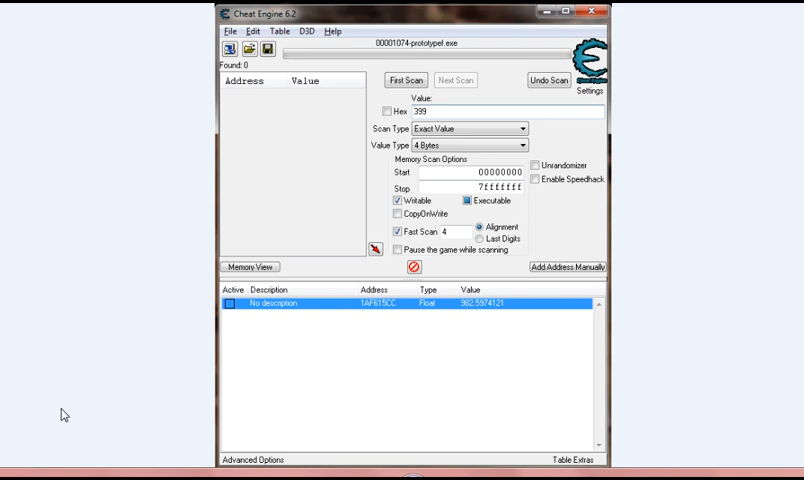 Cheat Engine 6.2
File Edit Table D3D Help
00001074-prototypef.exe
Found: 0
Address Value
First Scan Next Scan Undo Scan
Settings
Value:
Hex 399
Scan Type Exact Value
Value Type 4 Bytes
Memory Scan Options
Start 00000000
Stop 7fffffff
Unrandomizer
Enable Speedhack
Writable Executable
CopyOnWrite
Fast Scan 4 Alignment
Last Digits
Pause the game while scanning
Memory View Add Address Manually
Active Description Address Type Value
No description 1AF615CC Float 982.5974121
Advanced Options Table Extras